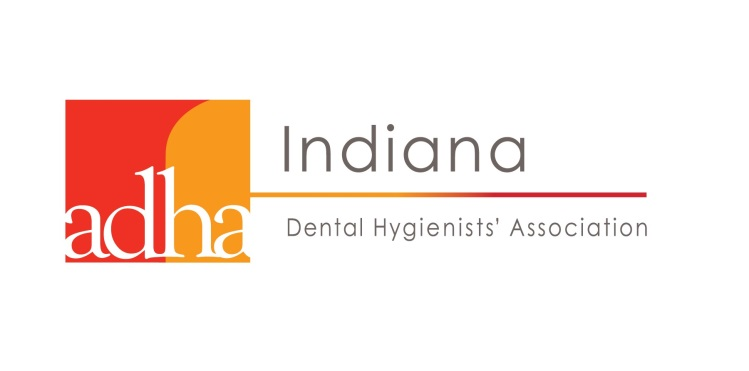 adha
Indiana
Dental Hygienists' Association